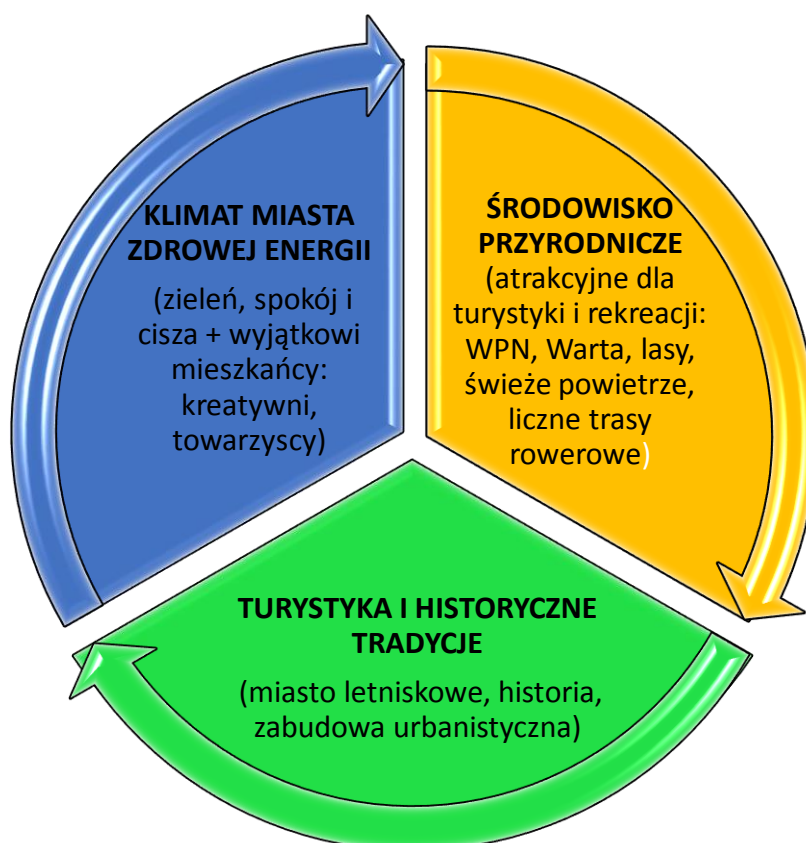 KLIMAT MIASTA
ZDROWEJ ENERGII
(zieleń, spokój i
cisza + wyjątkowi
mieszkańcy:
kreatywni,
towarzyscy)
ŚRODOWISKO
PRZYRODNICZE
(atrakcyjne dla
turystyki i rekreacji:
WPN, Warta, lasy,
świeże powietrze,
liczne trasy
rowerowe)
TURYSTYKA I HISTORYCZNE
TRADYCJE
(miasto letniskowe, historia,
zabudowa urbanistyczna)